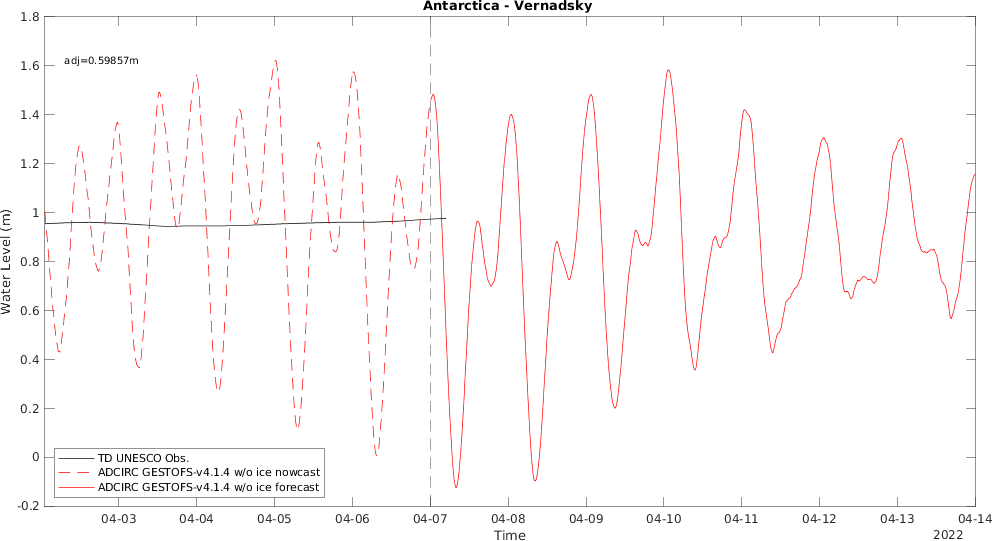 Antarctica - Vernadsky
adj=0.59857m
1.8
1.6
1.4
1.2
1
0.8
0.6
0.4
0.2
0
-0.2
Water Level (m)
TD UNESCO Obs.
ADCIRC GESTOFS-v4.1.4 w/o ice nowcast
ADCIRC GESTOFS-v4.1.4 w/o ice forecast
04-03 04-04 04-05 04-06 04-07 04-08 04-09 04-10 04-11 04-12 04-13 04-14
Time
2022